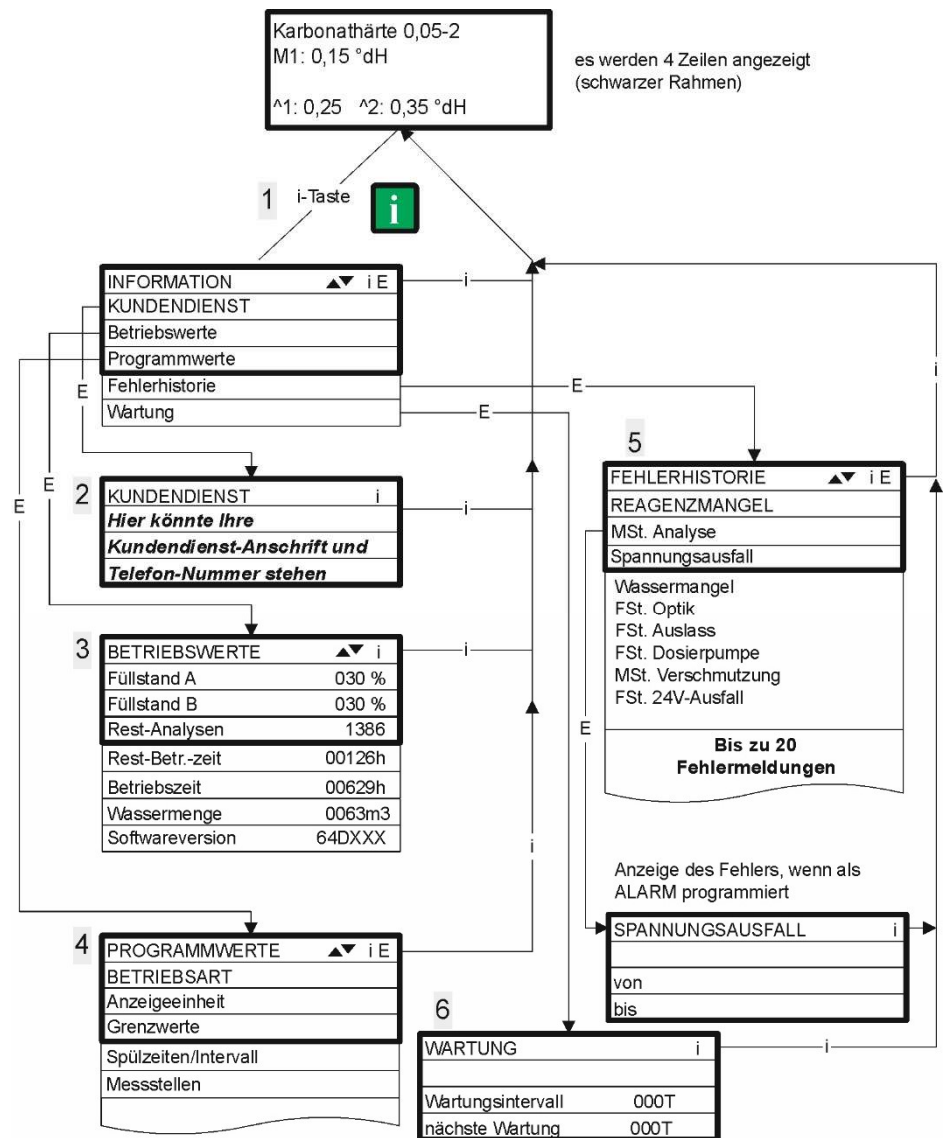 Karbonathärte 0,05-2
M1: 0,15 °dH
^1: 0,25 ^2: 0,35 °dH
es werden 4 Zeilen angezeigt
(schwarzer Rahmen)
1 i-Taste
i
INFORMATION ▲▼ i E
KUNDENDIENST
Betriebswerte
Programmwerte
Fehlerhistorie
Wartung
i
E
E
E
E
E
i
2
KUNDENDIENST i
Hier könnte Ihre
Kundendienst-Anschrift und
Telefon-Nummer stehen
i
3
BETRIEBSWERTE ▲▼ i
Füllstand A 030 %
Füllstand B 030 %
Rest-Analysen 1386
Rest-Betr.-zeit 00126h
Betriebszeit 00629h
Wassermenge 0063m3
Softwareversion 64DXXX
i
i
4
PROGRAMMWERTE ▲▼ i E
BETRIEBSART
Anzeigeeinheit
Grenzwerte
Spülzeiten/Intervall
Messstellen
5
FEHLERHISTORIE ▲▼ i E
REAGENZMANGEL
MSt. Analyse
Spannungsausfall
Wassermangel
FSt. Optik
FSt. Auslass
FSt. Dosierpumpe
MSt. Verschmutzung
FSt. 24V-Ausfall
Bis zu 20
Fehlermeldungen
E
Anzeige des Fehlers, wenn als
ALARM programmiert
SPANNUNGSAUSFALL i
von
bis
6
WARTUNG i
Wartungsintervall 000T
nächste Wartung 000T
i